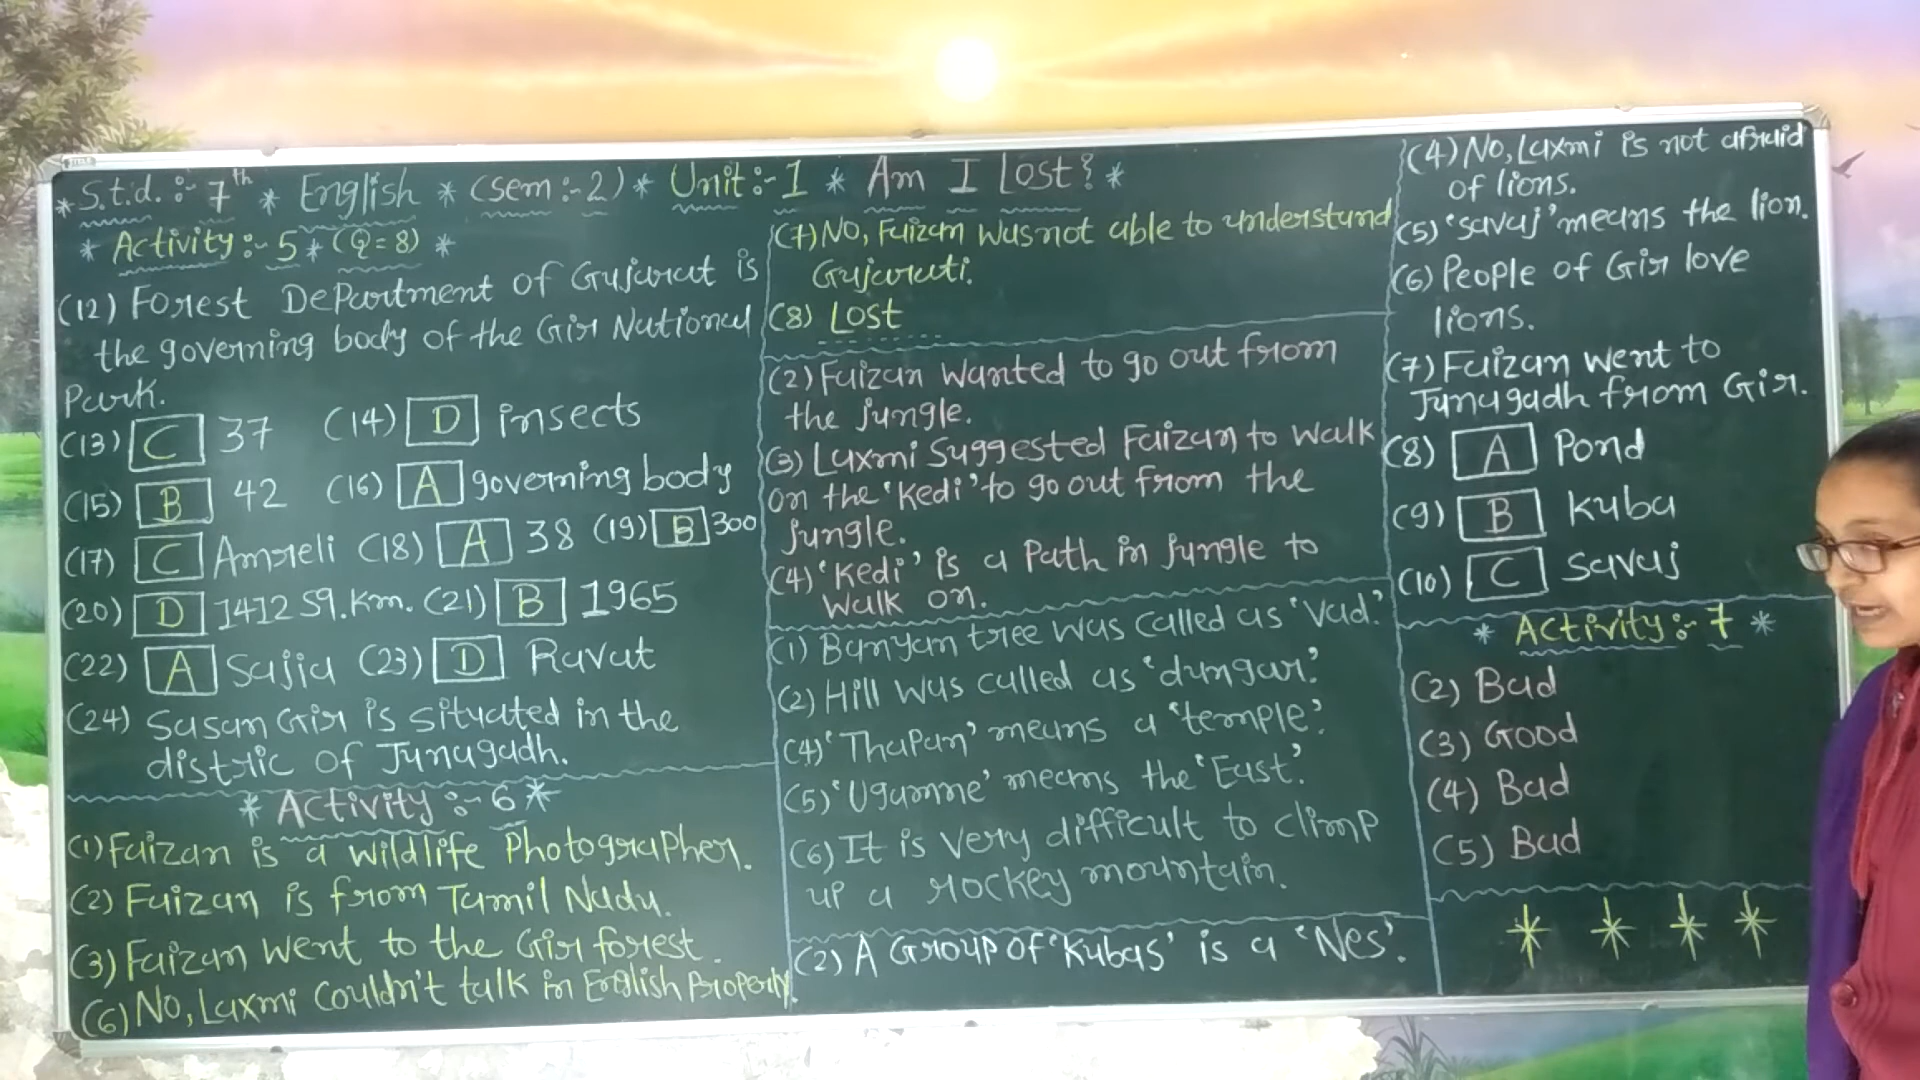 *S.t.d. :- 7th * English * (Sem :- 2) * Unit :- 1 * Am I Lost? *
* Activity :- 5 * (Q = 8) *
(12) Forest Department of Gujarat is
the governing body of the Gir National
Park.
(13) C 37 (14) D insects
(15) B 42 (16) A governing body
(17) C Amreli (18) A 38 (19) B 300
(20) D 1412 sq.km. (21) B 1965
(22) A Sajia (23) D Ravat
(24) Sasan Gir is situated in the
distric of Junagadh.
* Activity :- 6 *
(1) Faizan is a wildlife Photographer.
(2) Faizan is from Tamil Nadu.
(3) Faizan went to the Gir forest.
(6) No, Laxmi Couldn't talk in English Properly.
(7) No, Faizan was not able to understand
Gujarati.
(8) Lost
(2) Faizan wanted to go out from
the jungle.
(3) Laxmi Suggested Faizan to walk
on the 'Kedi' to go out from the
jungle.
(4) 'Kedi' is a Path in jungle to
walk on.
(1) Banyan tree was called as 'Vad.'
(2) Hill was called as 'dungar.'
(4) 'Thapan' means a 'temple'.
(5) 'Ugamne' means the 'East'.
(6) It is very difficult to climp
up a rockey mountain.
(2) A Group of 'Kubas' is a 'Nes'.
(4) No, Laxmi is not afraid
of lions.
(5) 'savaj' means the lion.
(6) People of Gir love
lions.
(7) Faizan went to
Junagadh from Gir.
(8) A Pond
(9) B Kuba
(10) C Savaj
* Activity :- 7 *
(2) Bad
(3) Good
(4) Bad
(5) Bad